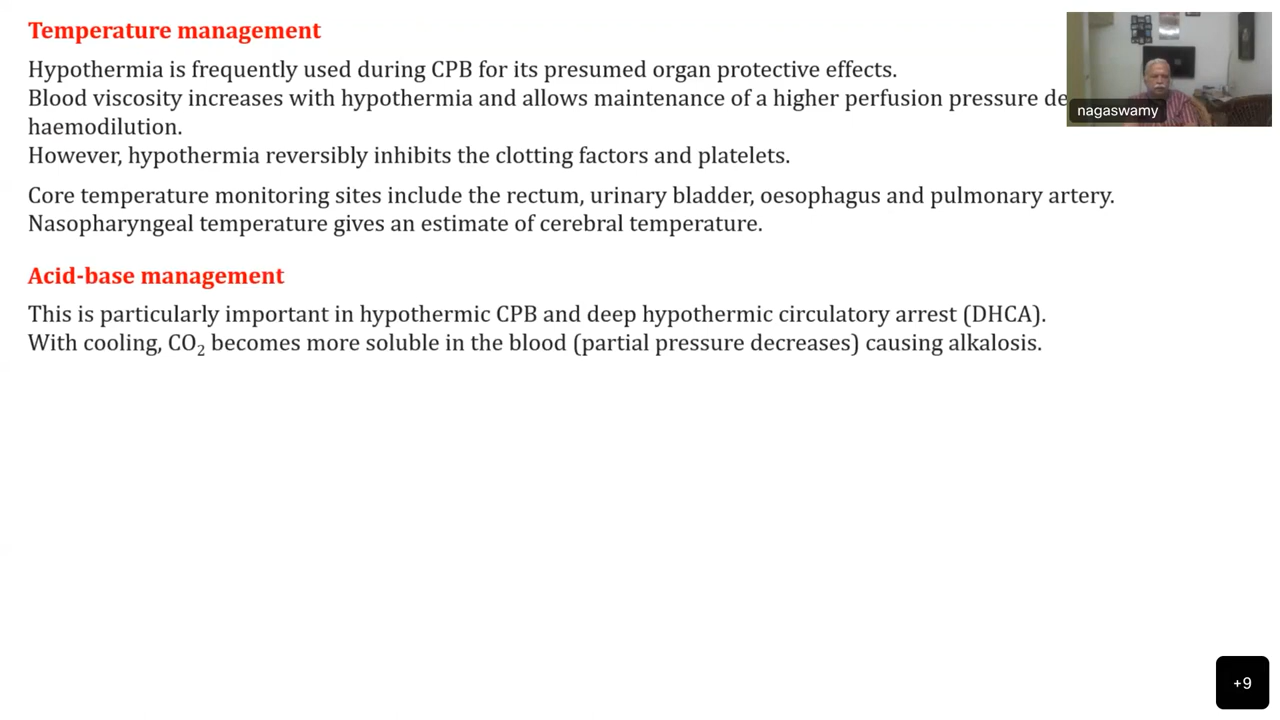 Temperature management
Hypothermia is frequently used during CPB for its presumed organ protective effects.
Blood viscosity increases with hypothermia and allows maintenance of a higher perfusion pressure
haemodilution.
However, hypothermia reversibly inhibits the clotting factors and platelets.
Core temperature monitoring sites include the rectum, urinary bladder, oesophagus and pulmonary artery.
Nasopharyngeal temperature gives an estimate of cerebral temperature.
Acid-base management
This is particularly important in hypothermic CPB and deep hypothermic circulatory arrest (DHCA).
With cooling, CO₂ becomes more soluble in the blood (partial pressure decreases) causing alkalosis.
nagaswamy
+9